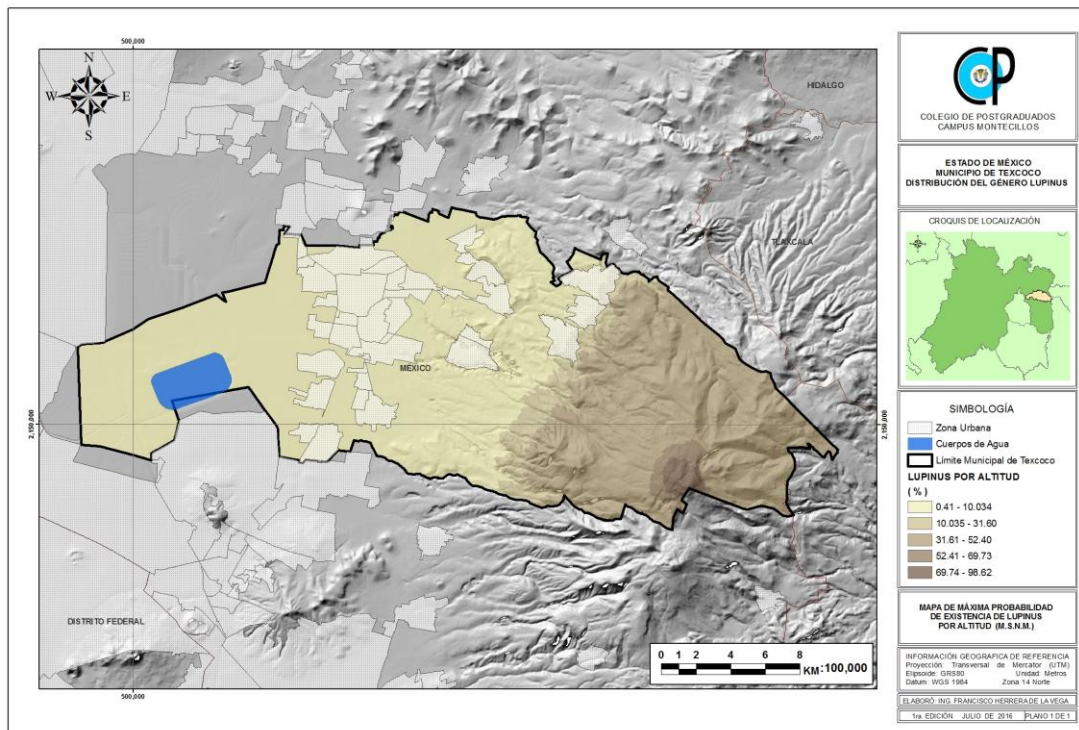 500,000
N
W E
S
HIDALGO
TLAXCALA
MÉXICO
2,150,000
2,150,000
DISTRITO FEDERAL
0 1 2 4 6 8
KM:100,000
500,000
CP
COLEGIO DE POSTGRADUADOS
CAMPUS MONTECILLOS
ESTADO DE MÉXICO
MUNICIPIO DE TEXCOCO
DISTRIBUCIÓN DEL GÉNERO LUPINUS
CROQUIS DE LOCALIZACIÓN
SIMBOLOGÍA
Zona Urbana
Cuerpos de Agua
Límite Municipal de Texcoco
LUPINUS POR ALTITUD
(%)
0.41 - 10.034
10.035 - 31.60
31.61 - 52.40
52.41 - 69.73
69.74 - 98.62
MAPA DE MÁXIMA PROBABILIDAD
DE EXISTENCIA DE LUPINUS
POR ALTITUD (M.S.N.M.)
INFORMACIÓN GEOGRAFICA DE REFERENCIA
Proyección: Transversal de Mercator (UTM)
Elipsoide: GRS80 Unidad Metros
Datum: WGS 1984 Zona 14 Norte
ELABORÓ: ING. FRANCISCO HERRERA DE LA VEGA
1ra. EDICIÓN JULIO DE 2016 PLANO 1 DE 1